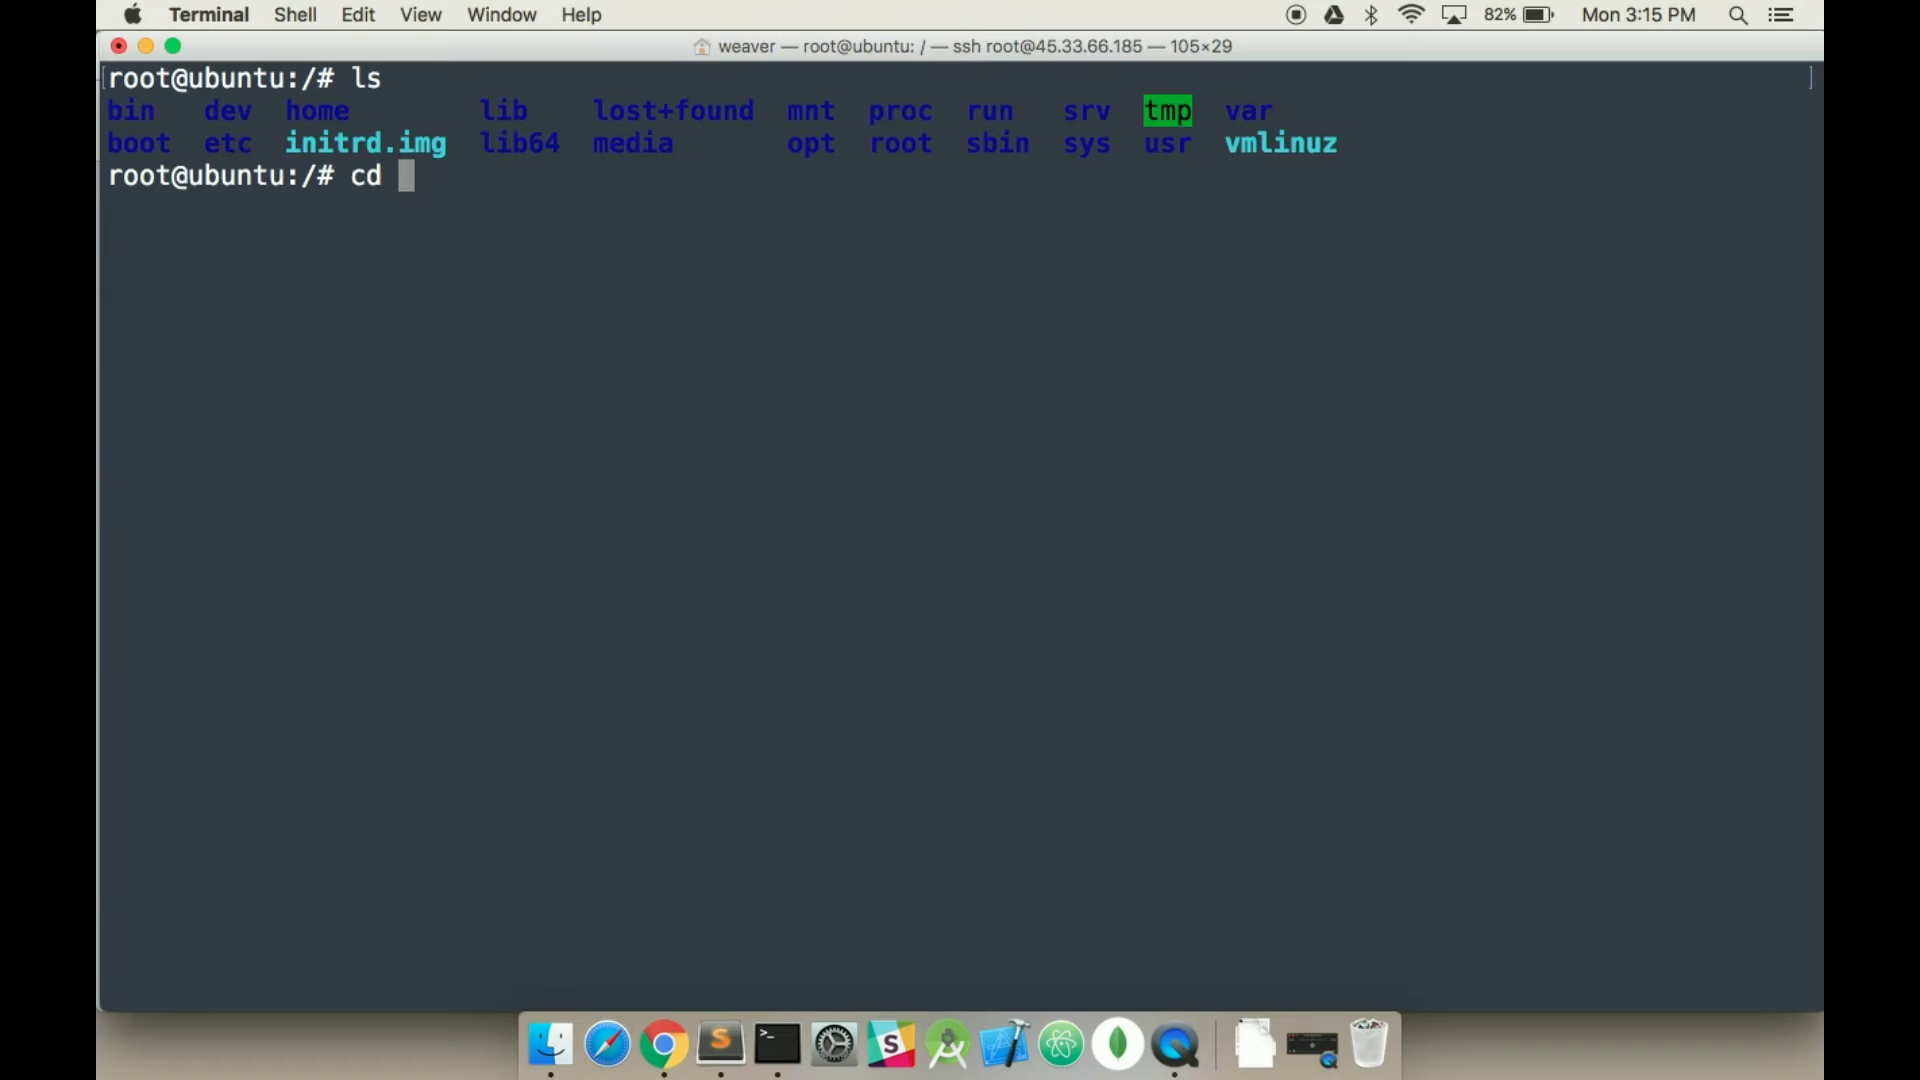 Terminal Shell Edit View Window Help 82% Mon 3:15 PM
weaver — root@ubuntu: / — ssh root@45.33.66.185 — 105×29
root@ubuntu:/# ls
bin dev home lib lost+found mnt proc run srv tmp var
boot etc initrd.img lib64 media opt root sbin sys usr vmlinuz
root@ubuntu:/# cd
S >_ S